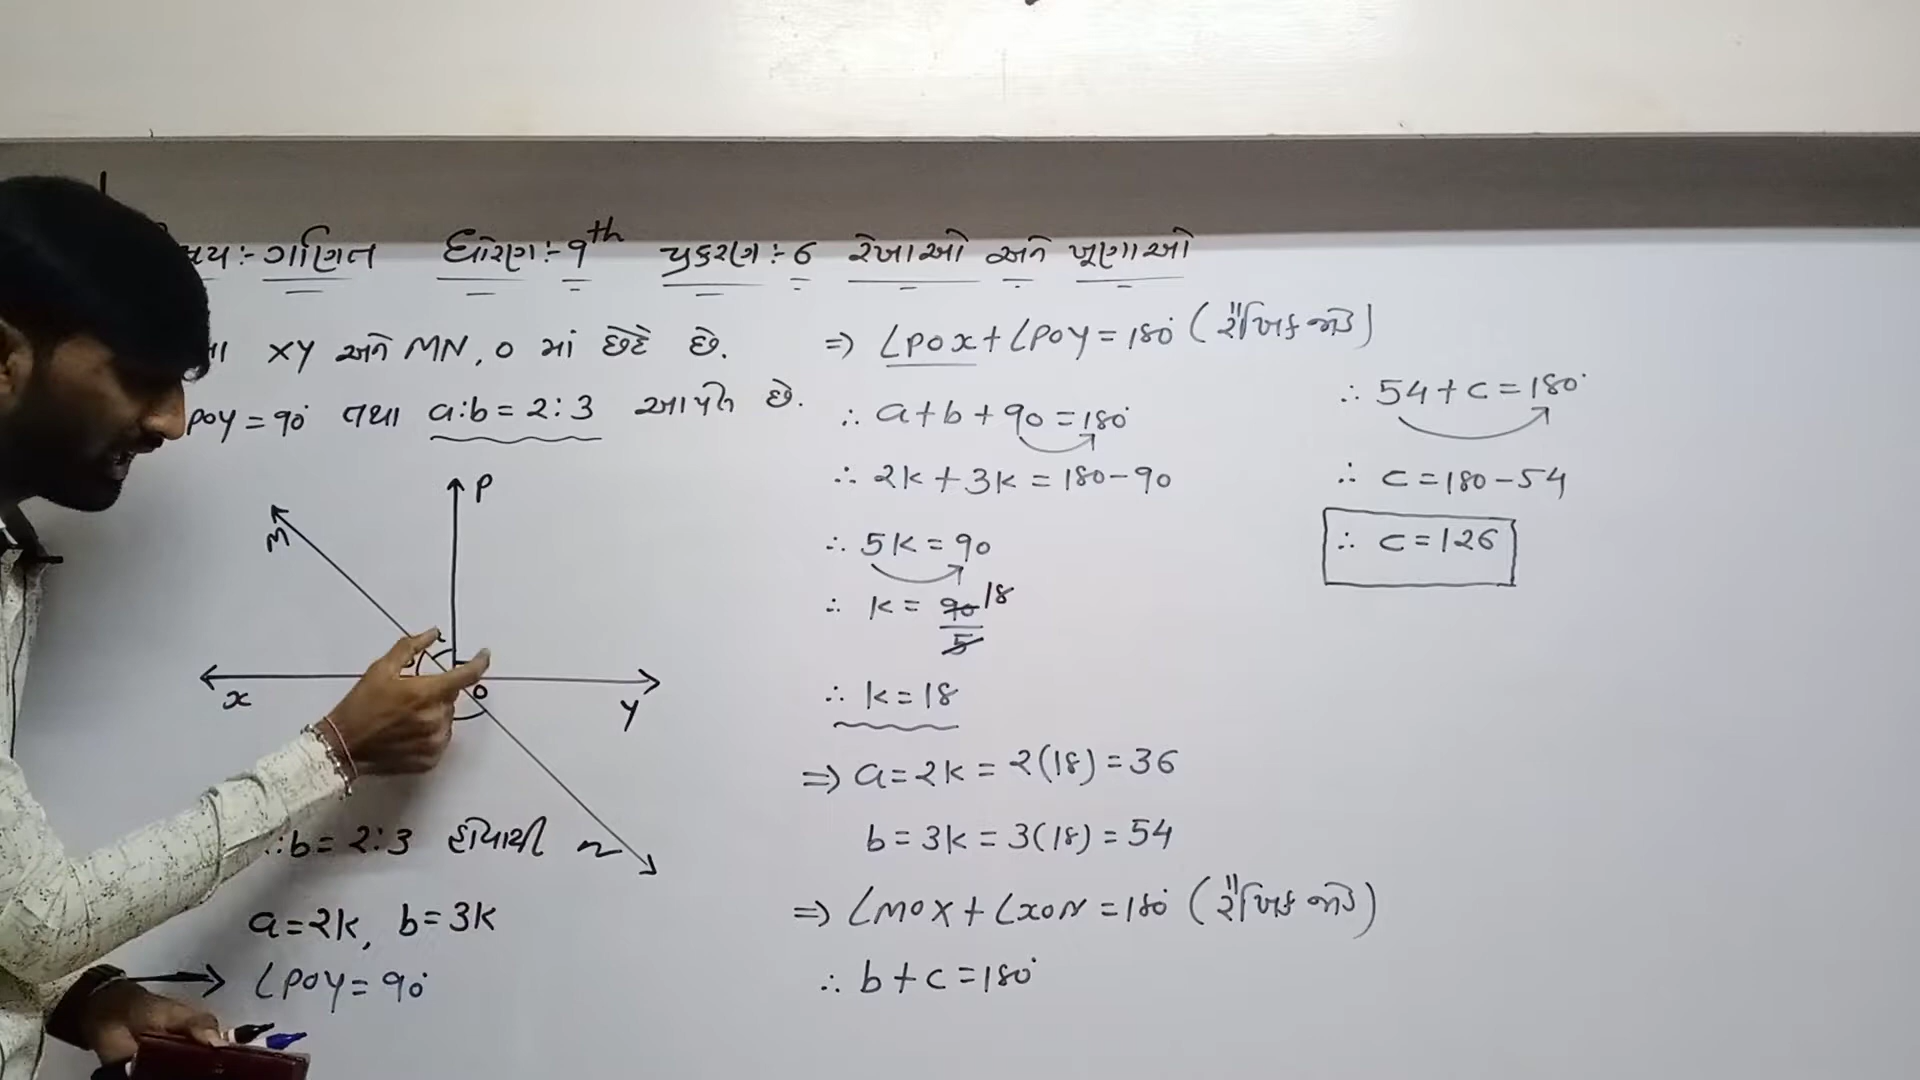 ગણિત ધોરણ:- 9th પ્રકરણ:- 6 રેખાઓ અને ખૂણાઓ
XY અને MN, O માં છેદે છે.
POY = 90° તથા a:b = 2:3 આપેલ છે.
P
M
a
b
X
O
Y
N
:b = 2:3 હોવાથી
a = 2k, b = 3k
→ ∠POY = 90°
⇒ ∠POX + ∠POY = 180° (રૈખિક જોડ)
∴ a + b + 90 = 180°
∴ 2k + 3k = 180 - 90
∴ 5k = 90
∴ k = 90/5 18
∴ k = 18
⇒ a = 2k = 2(18) = 36
b = 3k = 3(18) = 54
⇒ ∠MOX + ∠XON = 180° (રૈખિક જોડ)
∴ b + c = 180°
∴ 54 + c = 180°
∴ c = 180 - 54
∴ c = 126